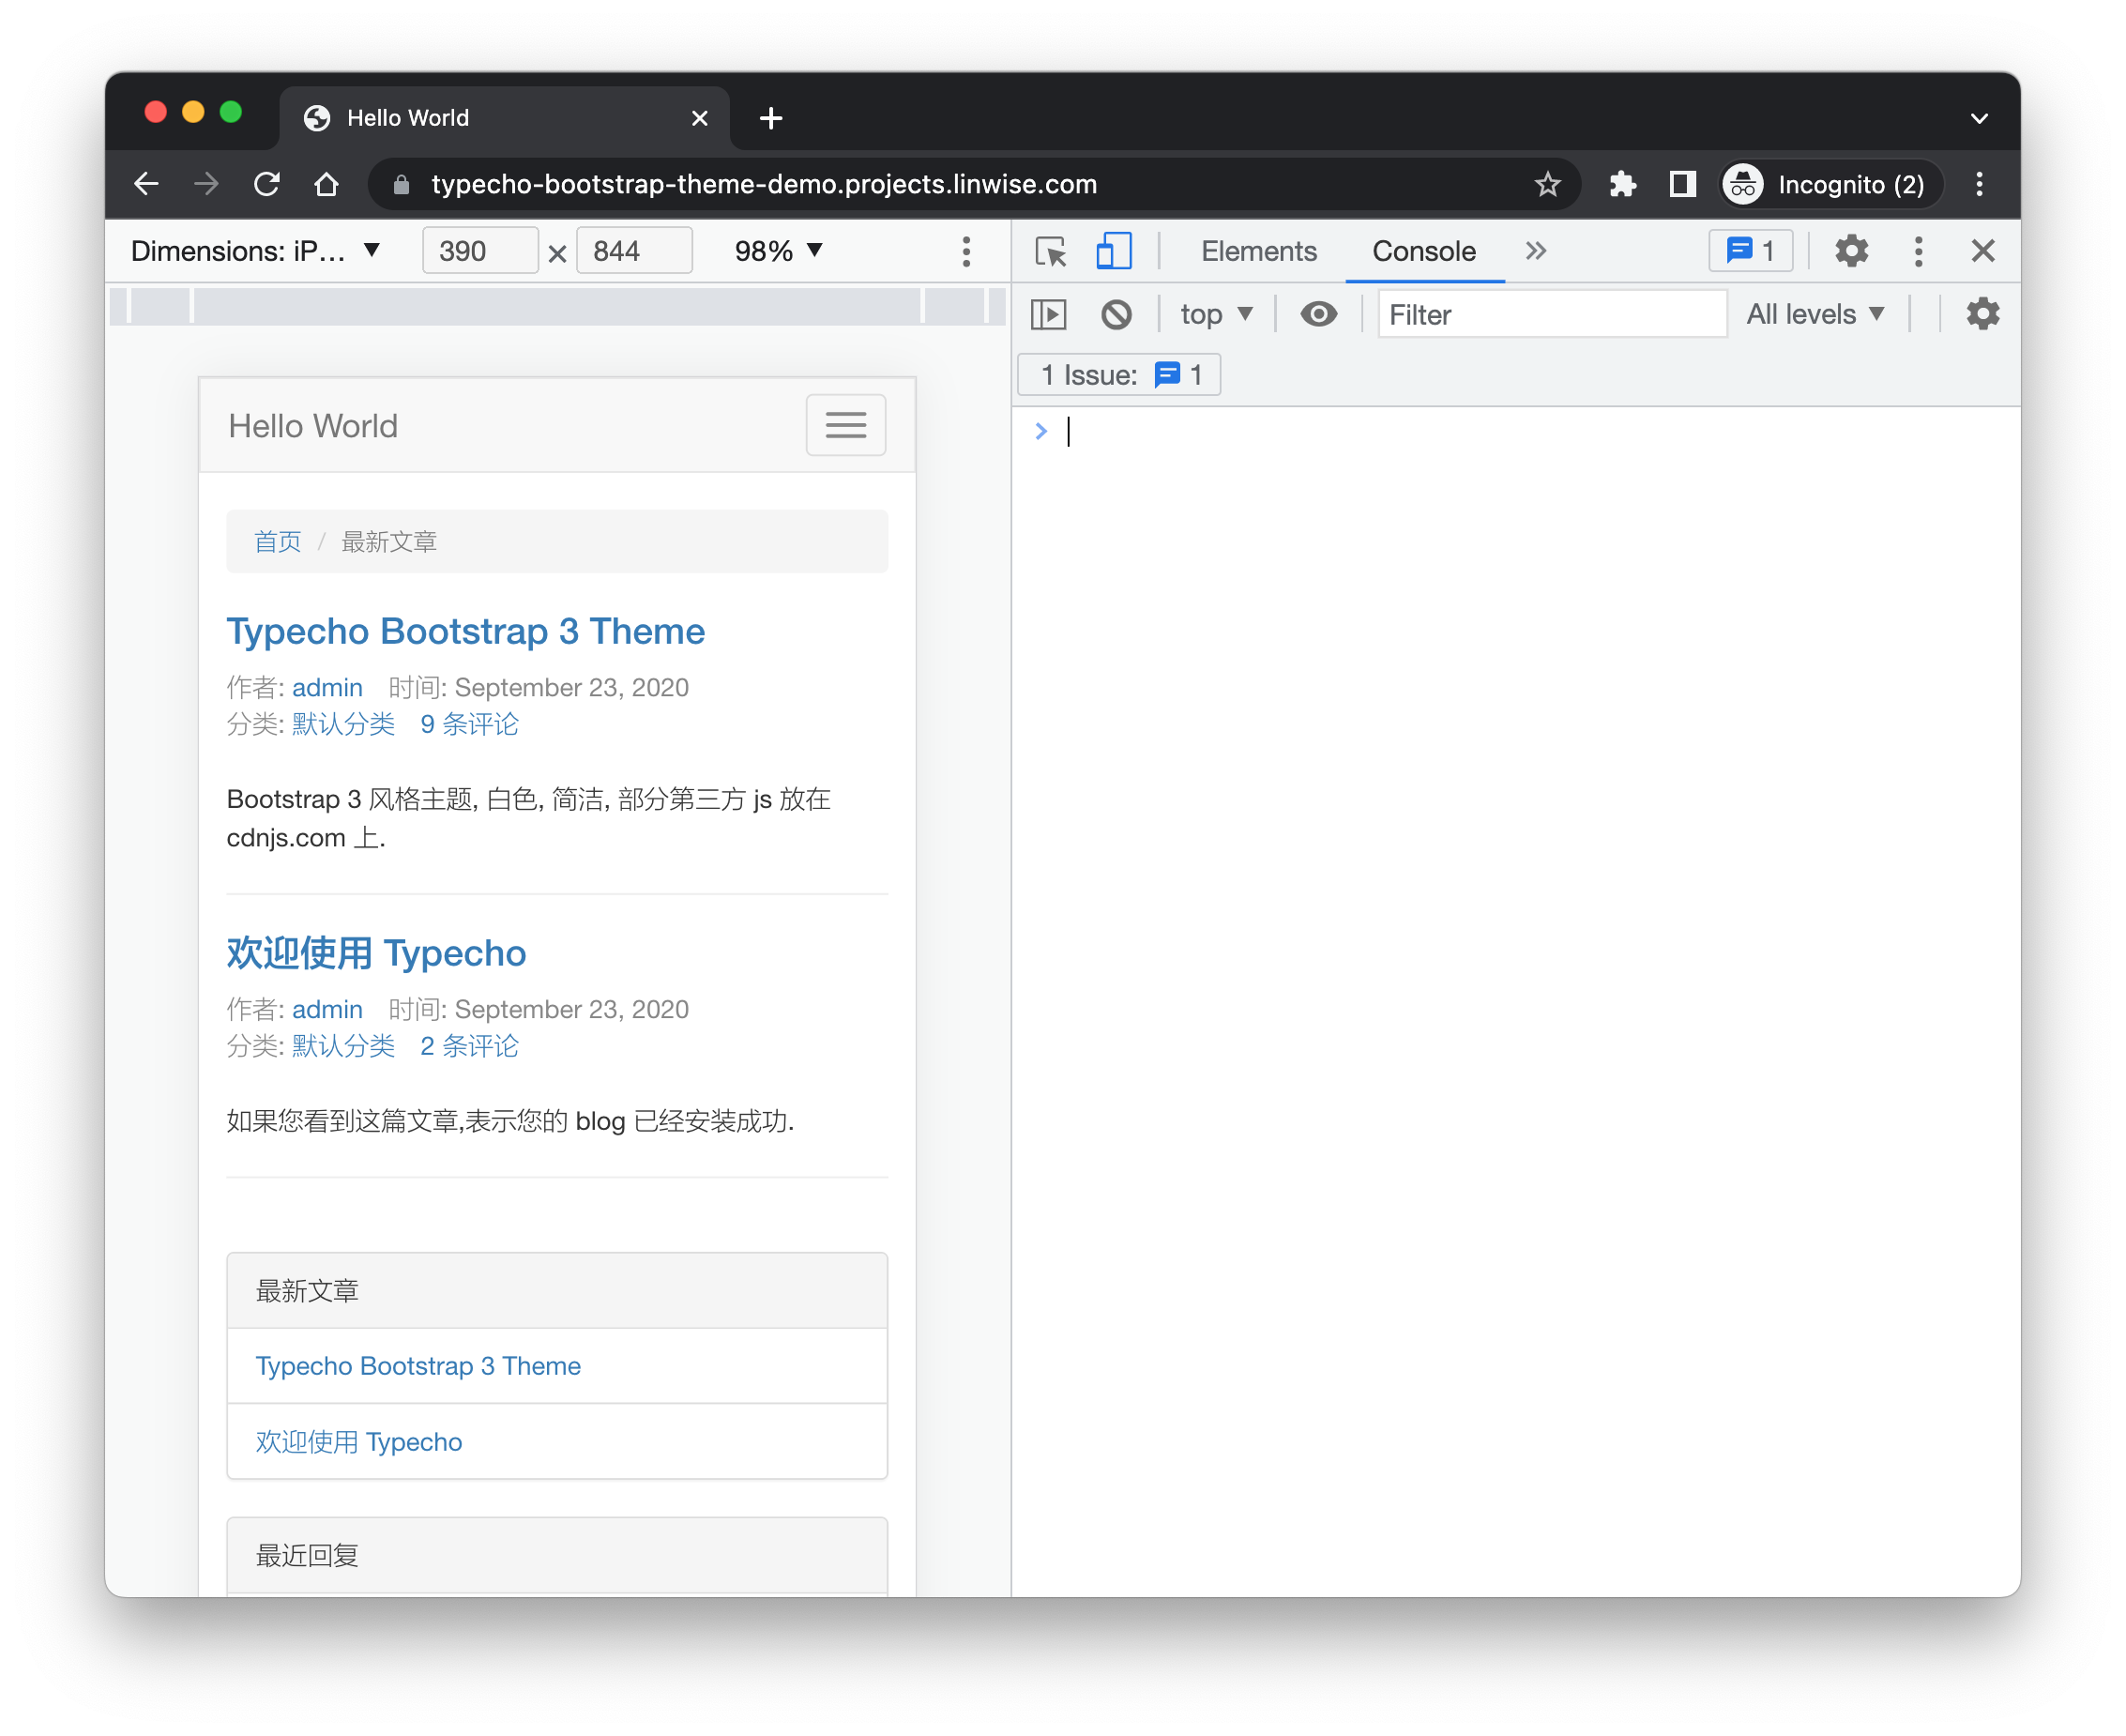 Hello World
typecho-bootstrap-theme-demo.projects.linwise.com
Incognito (2)
Dimensions: iP... ▼ 390 × 844 98% ▼
Elements Console » 1
top ▼ Filter All levels ▼
1 Issue: 1
Hello World
首页 / 最新文章
Typecho Bootstrap 3 Theme
作者: admin 时间: September 23, 2020
分类: 默认分类 9 条评论
Bootstrap 3 风格主题, 白色, 简洁, 部分第三方 js 放在
cdnjs.com 上.
欢迎使用 Typecho
作者: admin 时间: September 23, 2020
分类: 默认分类 2 条评论
如果您看到这篇文章,表示您的 blog 已经安装成功.
最新文章
Typecho Bootstrap 3 Theme
欢迎使用 Typecho
最近回复